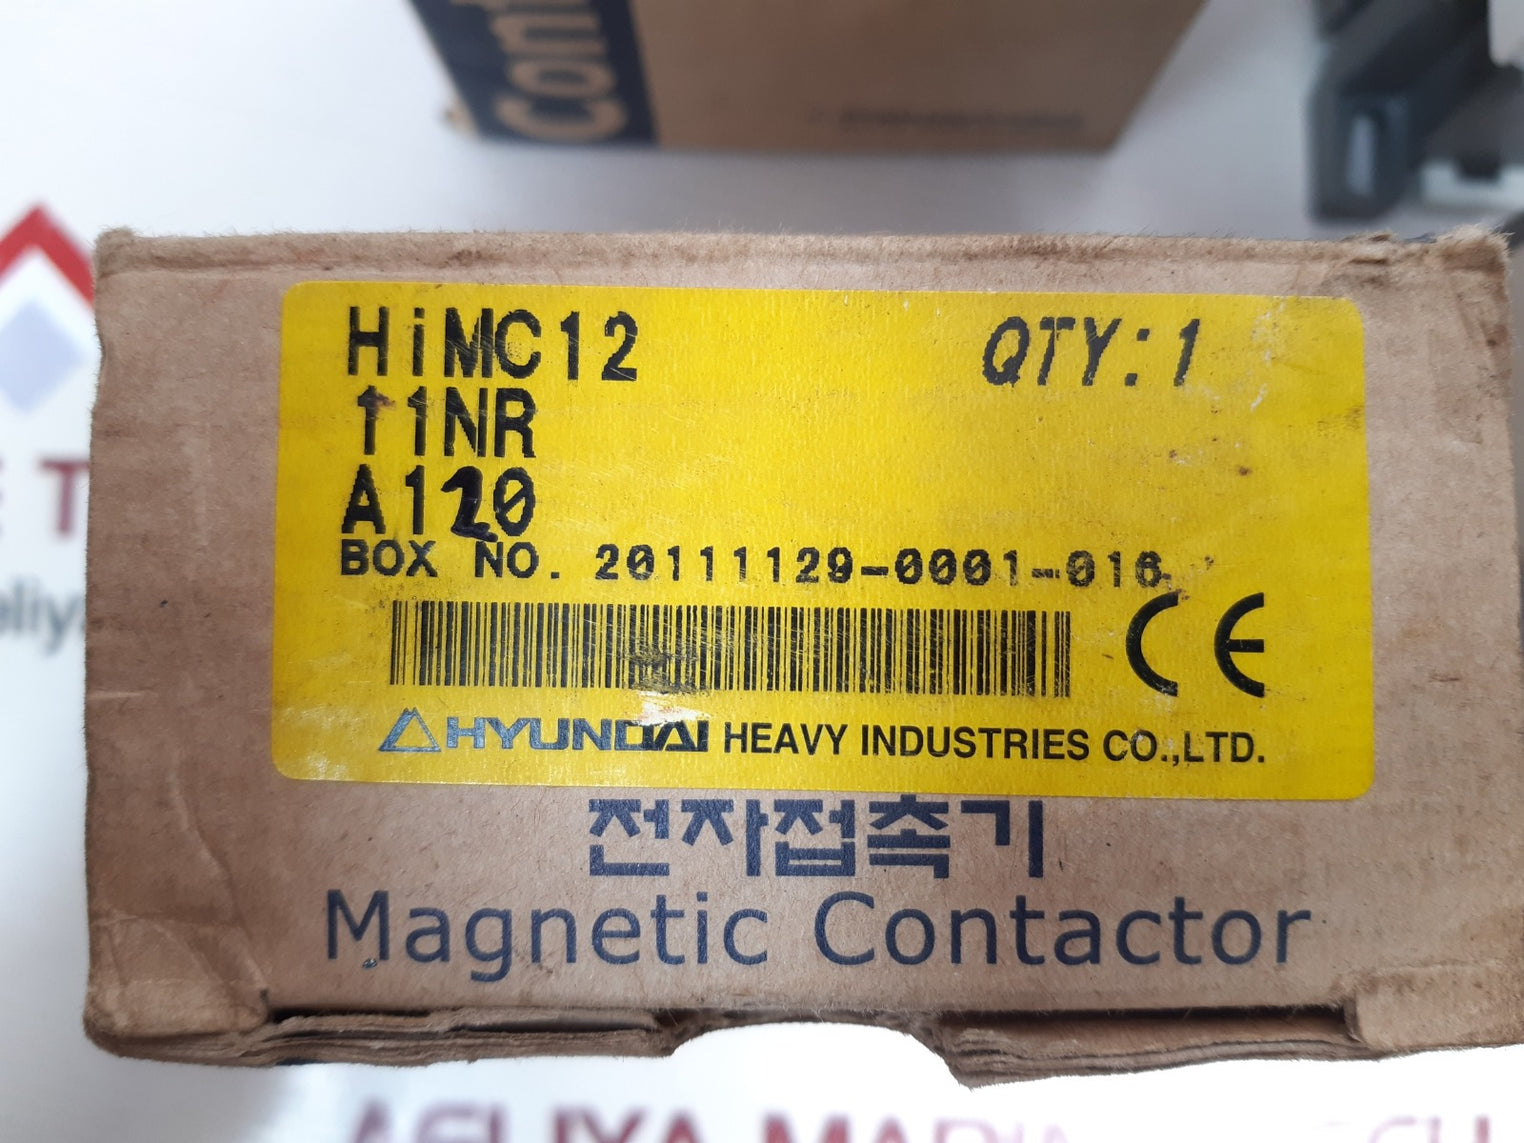 Cont
HiMC12 QTY:1
11NR
A120
BOX NO. 20111129-0001-016
CE
HYUNDAI HEAVY INDUSTRIES CO.,LTD.
전자접촉기
Magnetic Contactor